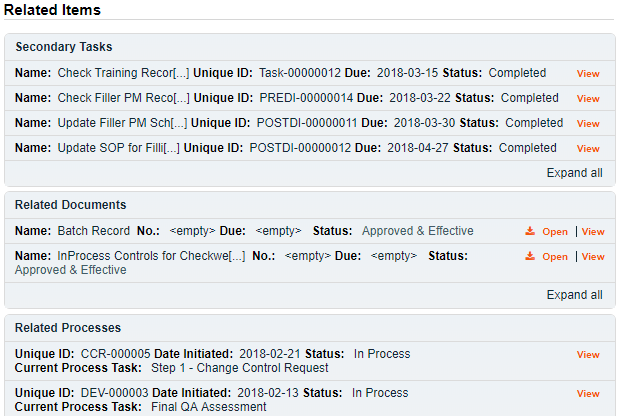 Related Items
Secondary Tasks
Name: Check Training Recor[...] Unique ID: Task-00000012 Due: 2018-03-15 Status: Completed View
Name: Check Filler PM Reco[...] Unique ID: PREDI-00000014 Due: 2018-03-22 Status: Completed View
Name: Update Filler PM Sch[...] Unique ID: POSTDI-00000011 Due: 2018-03-30 Status: Completed View
Name: Update SOP for Filli[...] Unique ID: POSTDI-00000012 Due: 2018-04-27 Status: Completed View
Expand all
Related Documents
Name: Batch Record No.: <empty> Due: <empty> Status: Approved & Effective Open | View
Name: InProcess Controls for Checkwe[...] No.: <empty> Due: <empty> Status: Open | View
Approved & Effective
Expand all
Related Processes
Unique ID: CCR-000005 Date Initiated: 2018-02-21 Status: In Process View
Current Process Task: Step 1 - Change Control Request
Unique ID: DEV-000003 Date Initiated: 2018-02-13 Status: In Process View
Current Process Task: Final QA Assessment